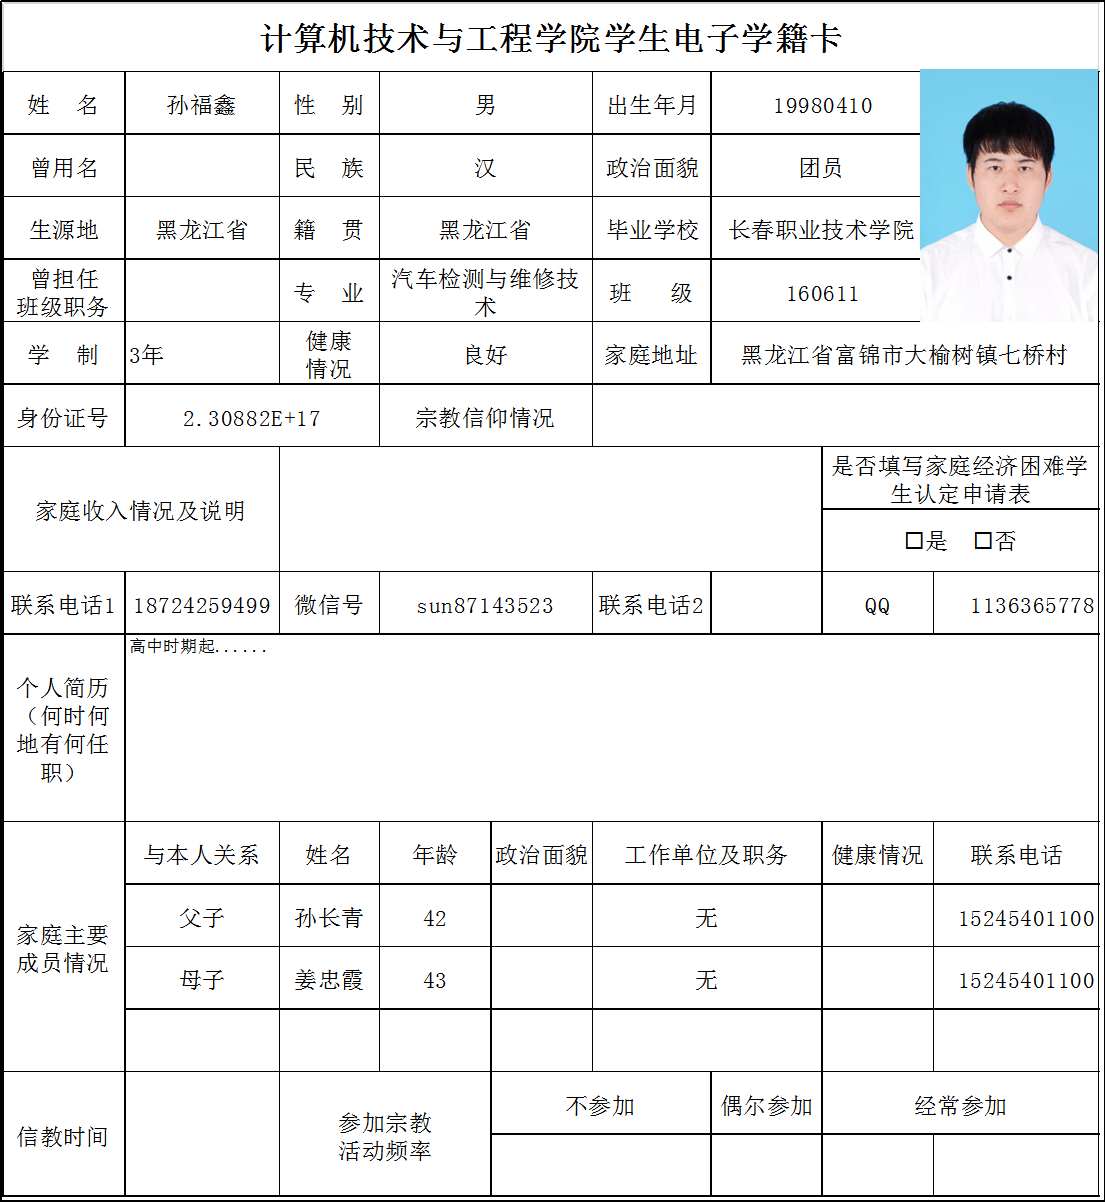 计算机技术与工程学院学生电子学籍卡
姓 名 孙福鑫 性 别 男 出生年月 19980410
曾用名 民 族 汉 政治面貌 团员
生源地 黑龙江省 籍 贯 黑龙江省 毕业学校 长春职业技术学院
曾担任
班级职务
专 业
汽车检测与维修技
术
班 级 160611
学 制 3年
健康
情况
良好 家庭地址 黑龙江省富锦市大榆树镇七桥村
身份证号 2.30882E+17 宗教信仰情况
家庭收入情况及说明
是否填写家庭经济困难学
生认定申请表
□是 □否
联系电话1 18724259499 微信号 sun87143523 联系电话2 QQ 1136365778
个人简历
（何时何
地有何任
职）
高中时期起......
家庭主要
成员情况
与本人关系 姓名 年龄 政治面貌 工作单位及职务 健康情况 联系电话
父子 孙长青 42 无 15245401100
母子 姜忠霞 43 无 15245401100
信教时间
参加宗教
活动频率
不参加 偶尔参加 经常参加